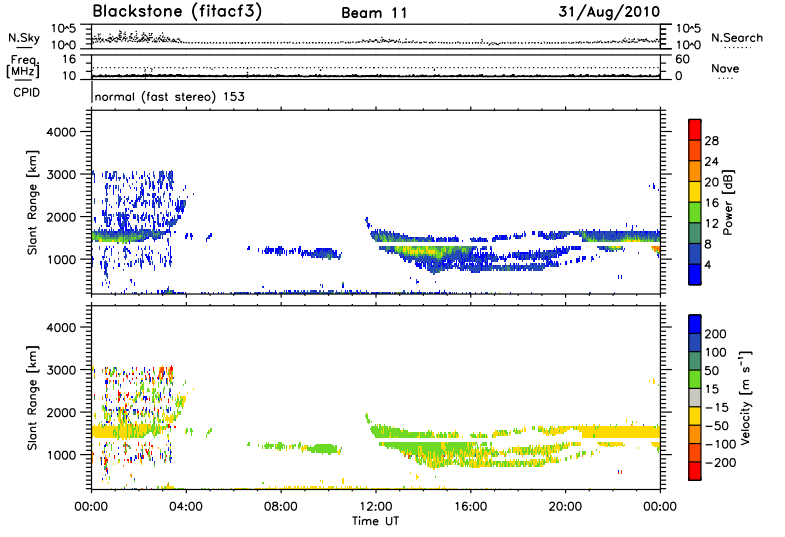 Blackstone (fitacf3) Beam 11 31/Aug/2010
N.Sky 10^5 10^0 10^5 10^0 N.Search
Freq. [MHz] 16 10 60 0 Nave
CPID normal (fast stereo) 153
Slant Range [km]
4000
3000
2000
1000
28
24
20
16
12
8
4
Power [dB]
Slant Range [km]
4000
3000
2000
1000
200
100
50
15
-15
-50
-100
-200
Velocity [m s^-1]
00:00 04:00 08:00 12:00 16:00 20:00 00:00
Time UT